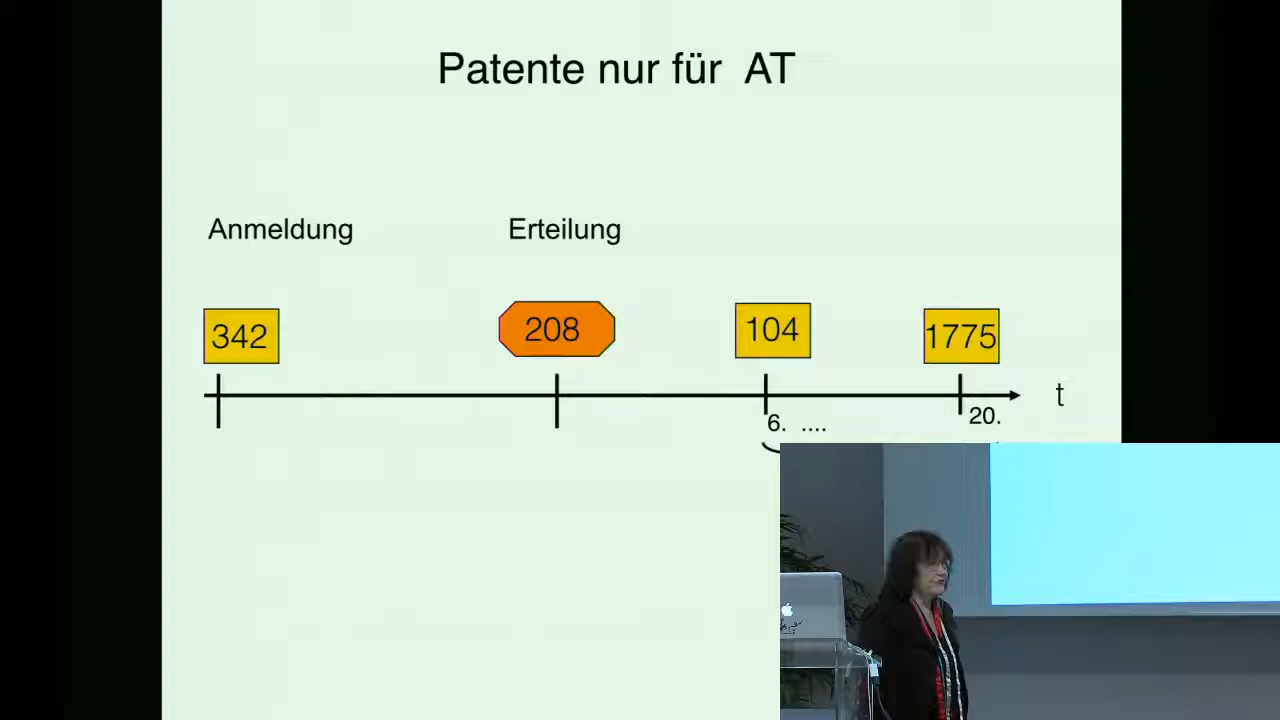 Patente nur für AT
Anmeldung Erteilung
342 208 104 1775
t
6. .... 20.